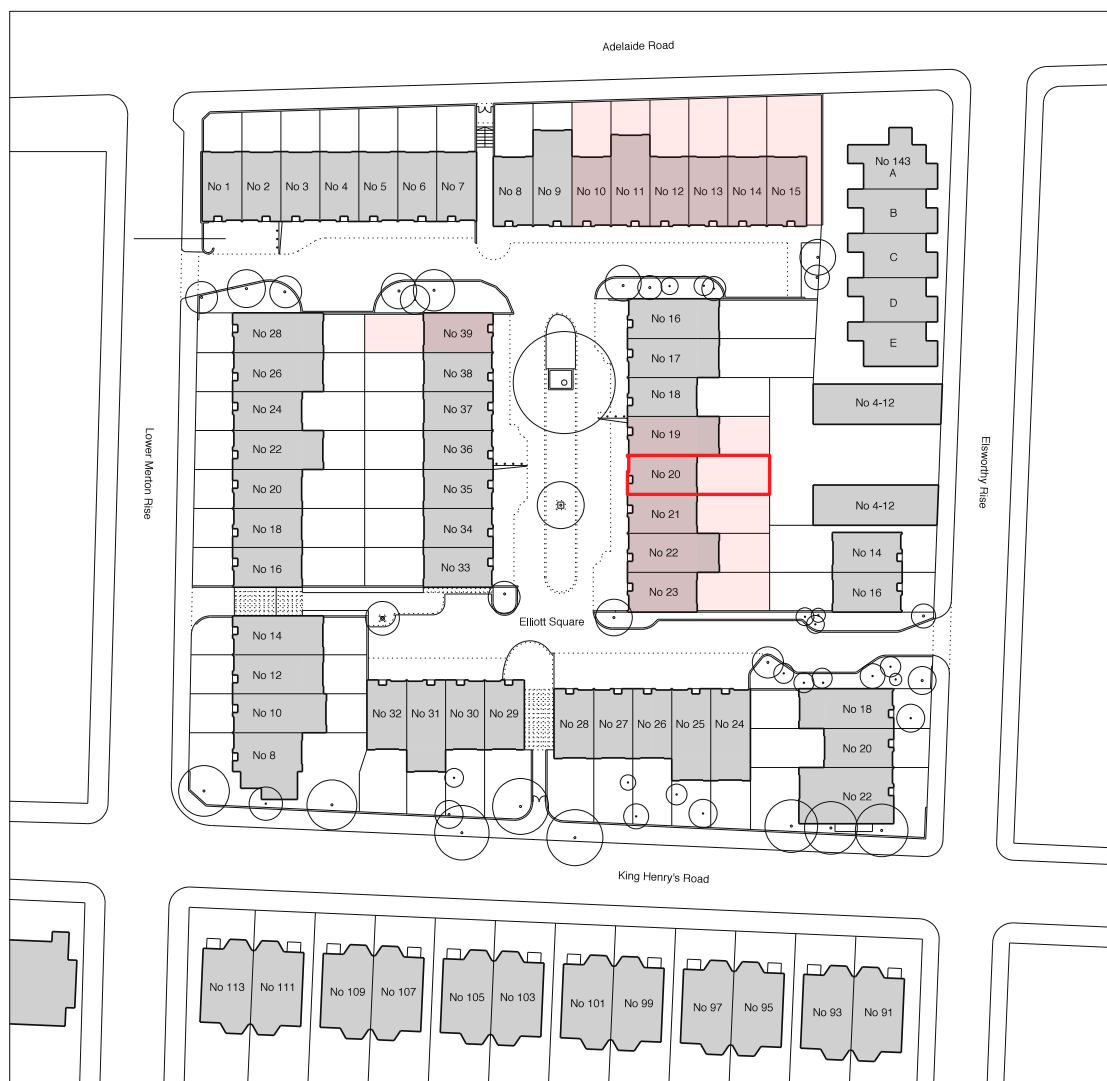 Adelaide Road
No 1
No 2
No 3
No 4
No 5
No 6
No 7
No 8
No 9
No 10
No 11
No 12
No 13
No 14
No 15
No 143
A
B
C
D
E
No 28
No 26
No 24
No 22
No 20
No 18
No 16
No 39
No 38
No 37
No 36
No 35
No 34
No 33
No 16
No 17
No 18
No 19
No 20
No 21
No 22
No 23
No 4-12
No 4-12
No 14
No 16
Lower Merton Rise
Elsworthy Rise
Elliott Square
No 14
No 12
No 10
No 8
No 32
No 31
No 30
No 29
No 28
No 27
No 26
No 25
No 24
No 18
No 20
No 22
King Henry's Road
No 113
No 111
No 109
No 107
No 105
No 103
No 101
No 99
No 97
No 95
No 93
No 91